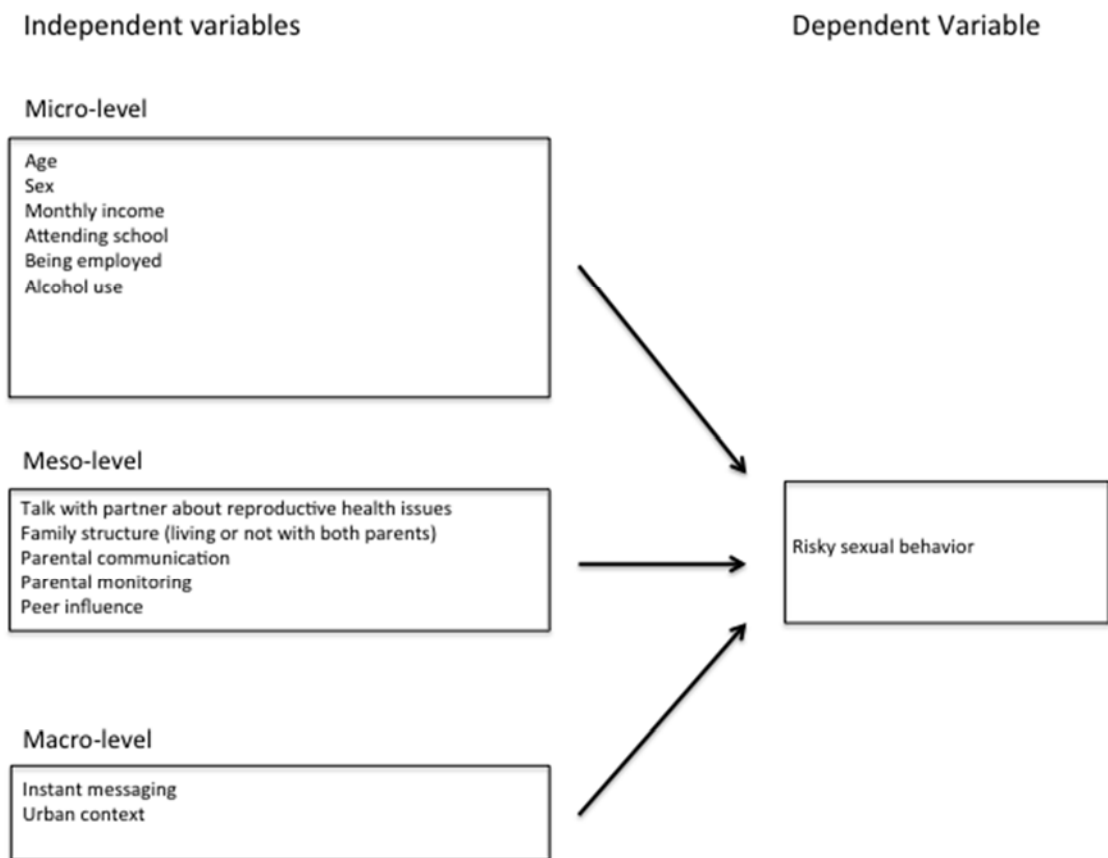 Independent variables
Dependent Variable
Micro-level
Age
Sex
Monthly income
Attending school
Being employed
Alcohol use
Meso-level
Talk with partner about reproductive health issues
Family structure (living or not with both parents)
Parental communication
Parental monitoring
Peer influence
Risky sexual behavior
Macro-level
Instant messaging
Urban context